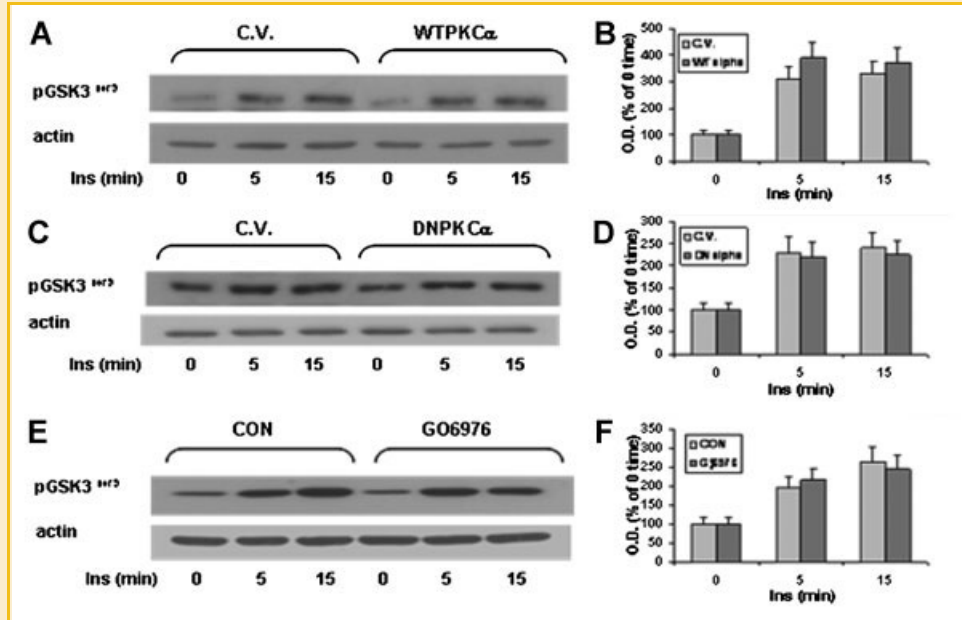 A
C.V.
WTPKCα
pGSK3
actin
Ins (min) 0 5 15 0 5 15
B
C.V.
WT alpha
O.D. (% of 0 time)
500
400
300
200
100
0
0 5 15
Ins (min)
C
C.V.
DNPKCα
pGSK3
actin
Ins (min) 0 5 15 0 5 15
D
C.V.
DN alpha
O.D. (% of 0 time)
300
250
200
150
100
50
0
0 5 15
Ins (min)
E
CON
GO6976
pGSK3
actin
Ins (min) 0 5 15 0 5 15
F
CON
O.D. (% of 0 time)
350
300
250
200
150
100
50
0
0 5 15
Ins (min)